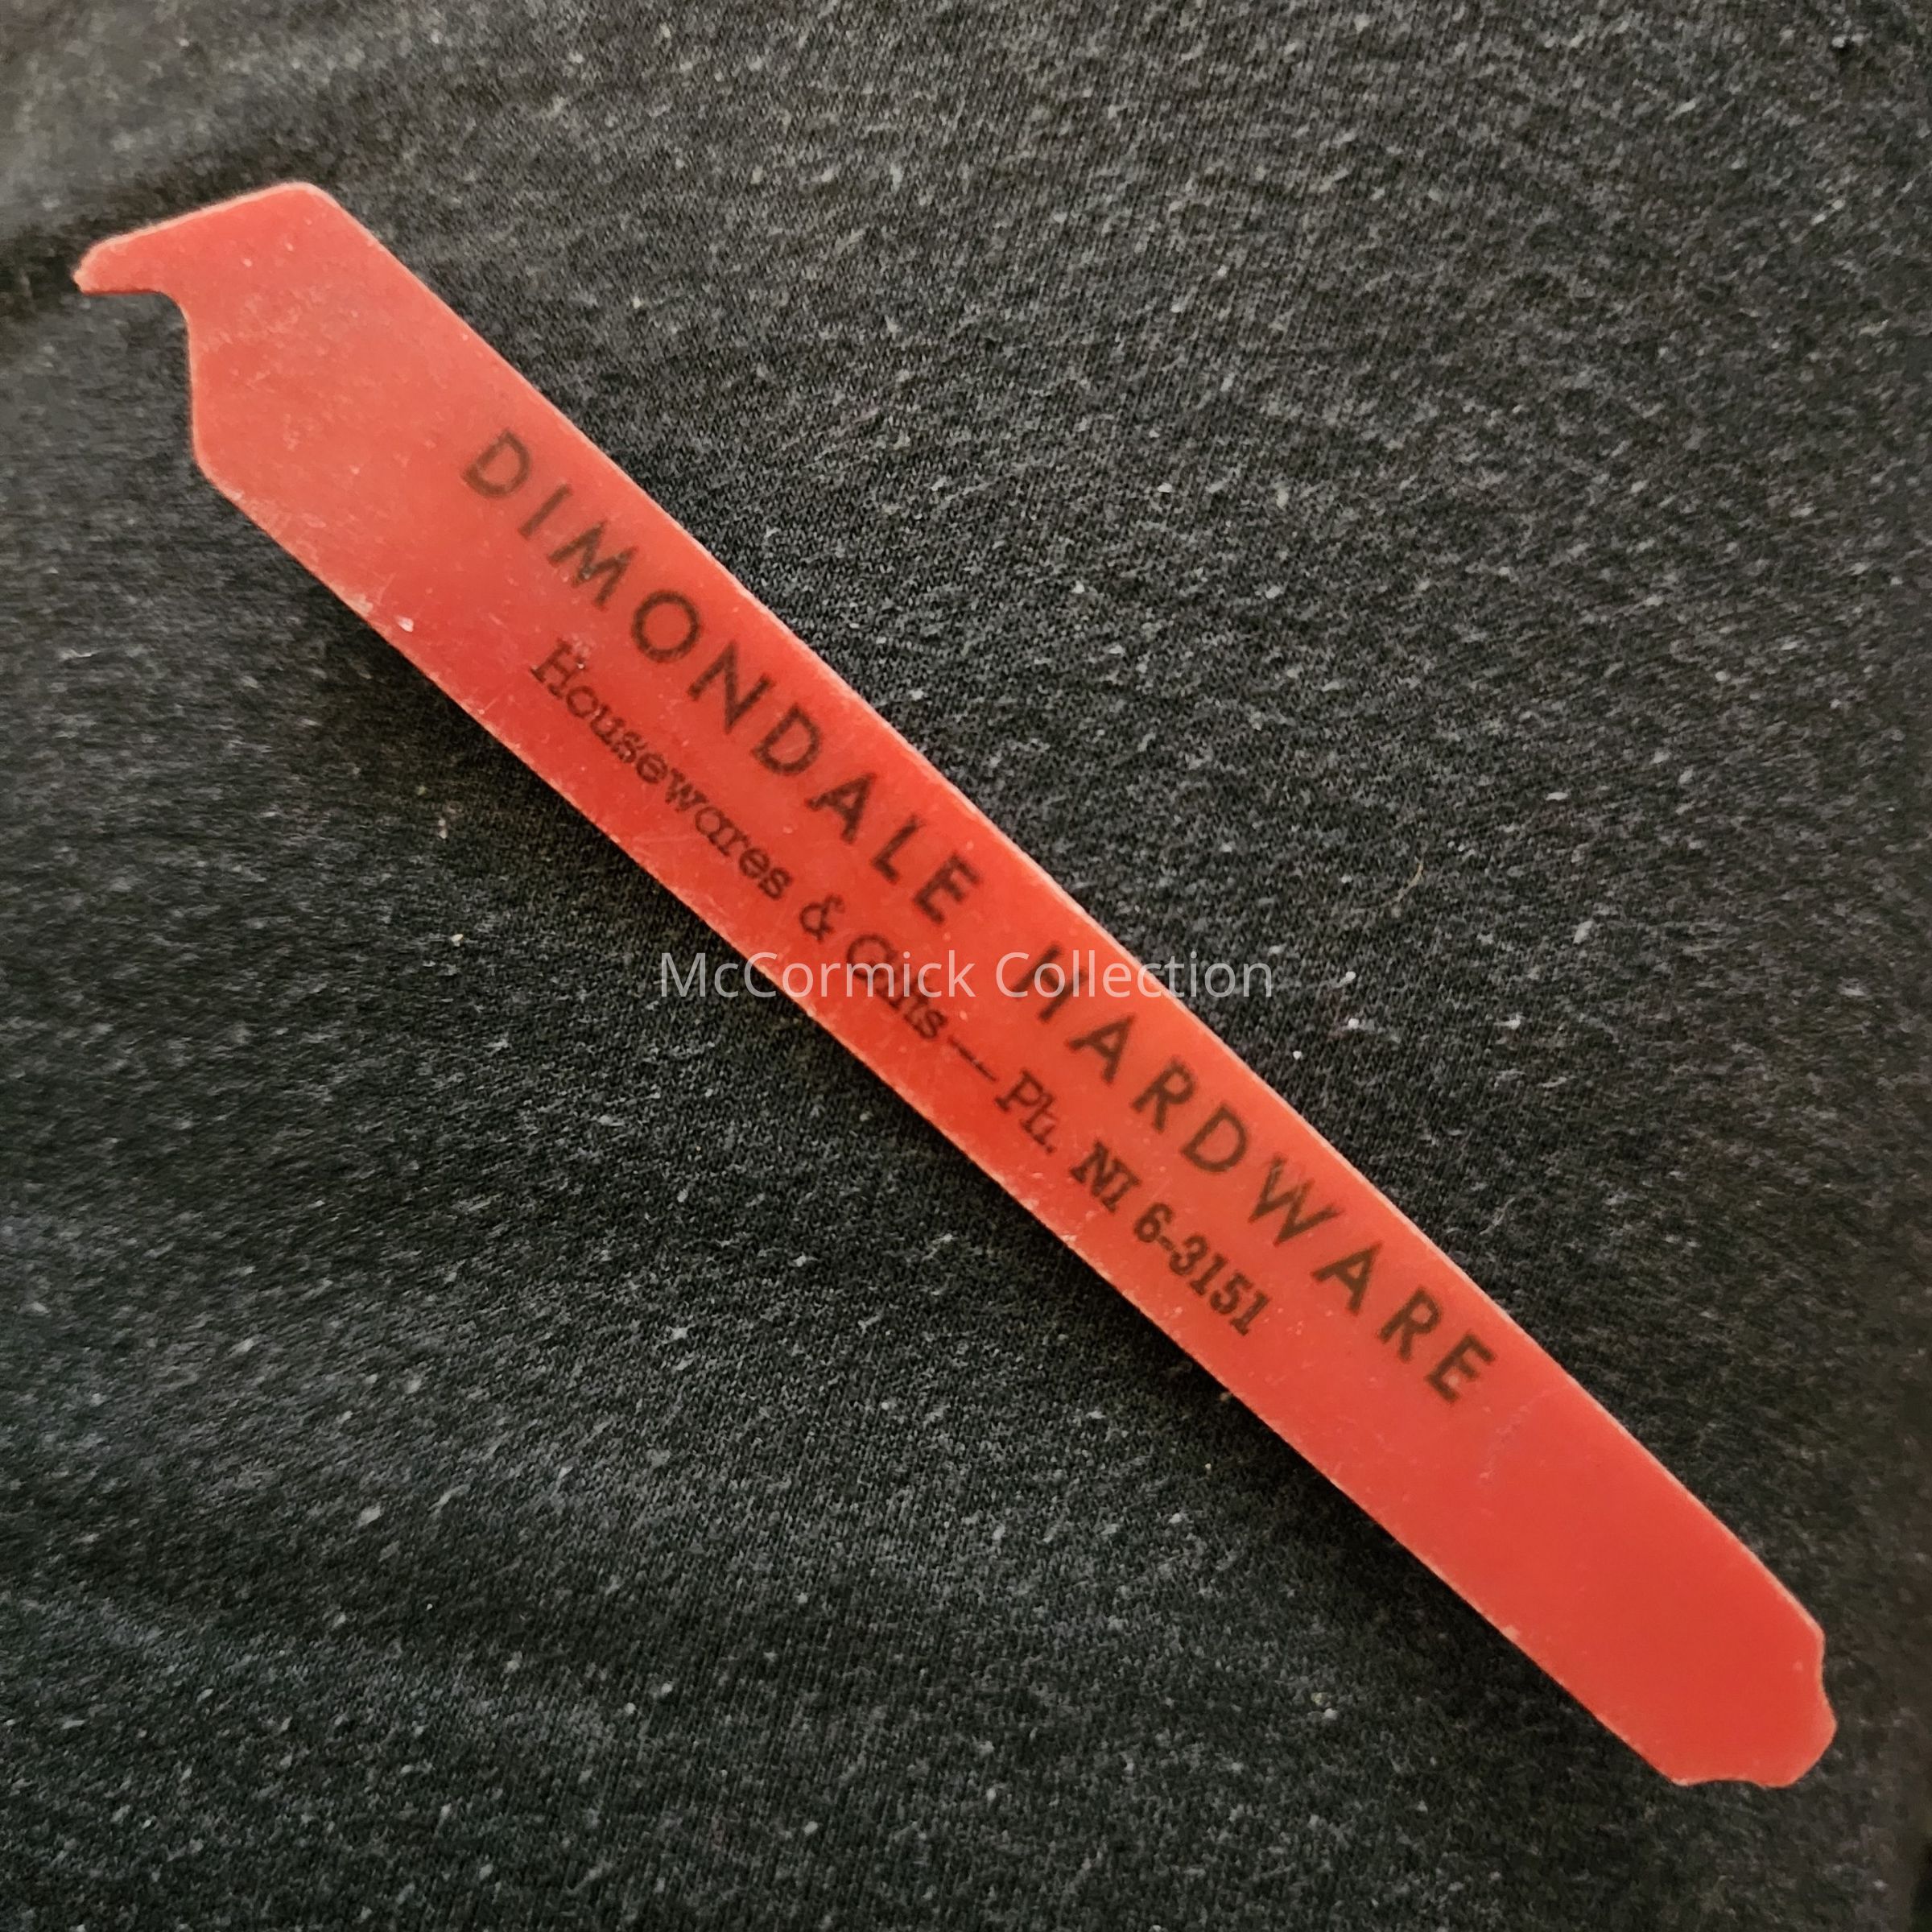 DIMONDALE HARDWARE
Housewares & Gifts---Ph. NI 6-3151
McCormick Collection